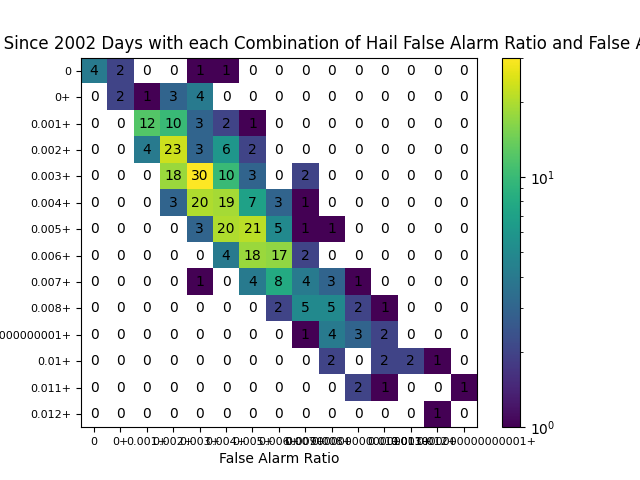 Since 2002 Days with each Combination of Hail False Alarm Ratio and False A
0 4 2 0 0 1 1 0 0 0 0 0 0 0 0 0
0+ 0 2 1 3 4 0 0 0 0 0 0 0 0 0 0
0.001+ 0 0 12 10 3 2 1 0 0 0 0 0 0 0 0
0.002+ 0 0 4 23 3 6 2 0 0 0 0 0 0 0 0
0.003+ 0 0 0 18 30 10 3 0 2 0 0 0 0 0 0
0.004+ 0 0 0 3 20 19 7 3 1 0 0 0 0 0 0
0.005+ 0 0 0 0 3 20 21 5 1 1 0 0 0 0 0
0.006+ 0 0 0 0 0 4 18 17 2 0 0 0 0 0 0
0.007+ 0 0 0 0 1 0 4 8 4 3 1 0 0 0 0
0.008+ 0 0 0 0 0 0 0 2 5 5 2 1 0 0 0
000000001+ 0 0 0 0 0 0 0 0 1 4 3 2 0 0 0
0.01+ 0 0 0 0 0 0 0 0 0 2 0 2 2 1 0
0.011+ 0 0 0 0 0 0 0 0 0 0 2 1 0 0 1
0.012+ 0 0 0 0 0 0 0 0 0 0 0 0 0 1 0
0 0+ 0.001+
False Alarm Ratio
10¹
10⁰